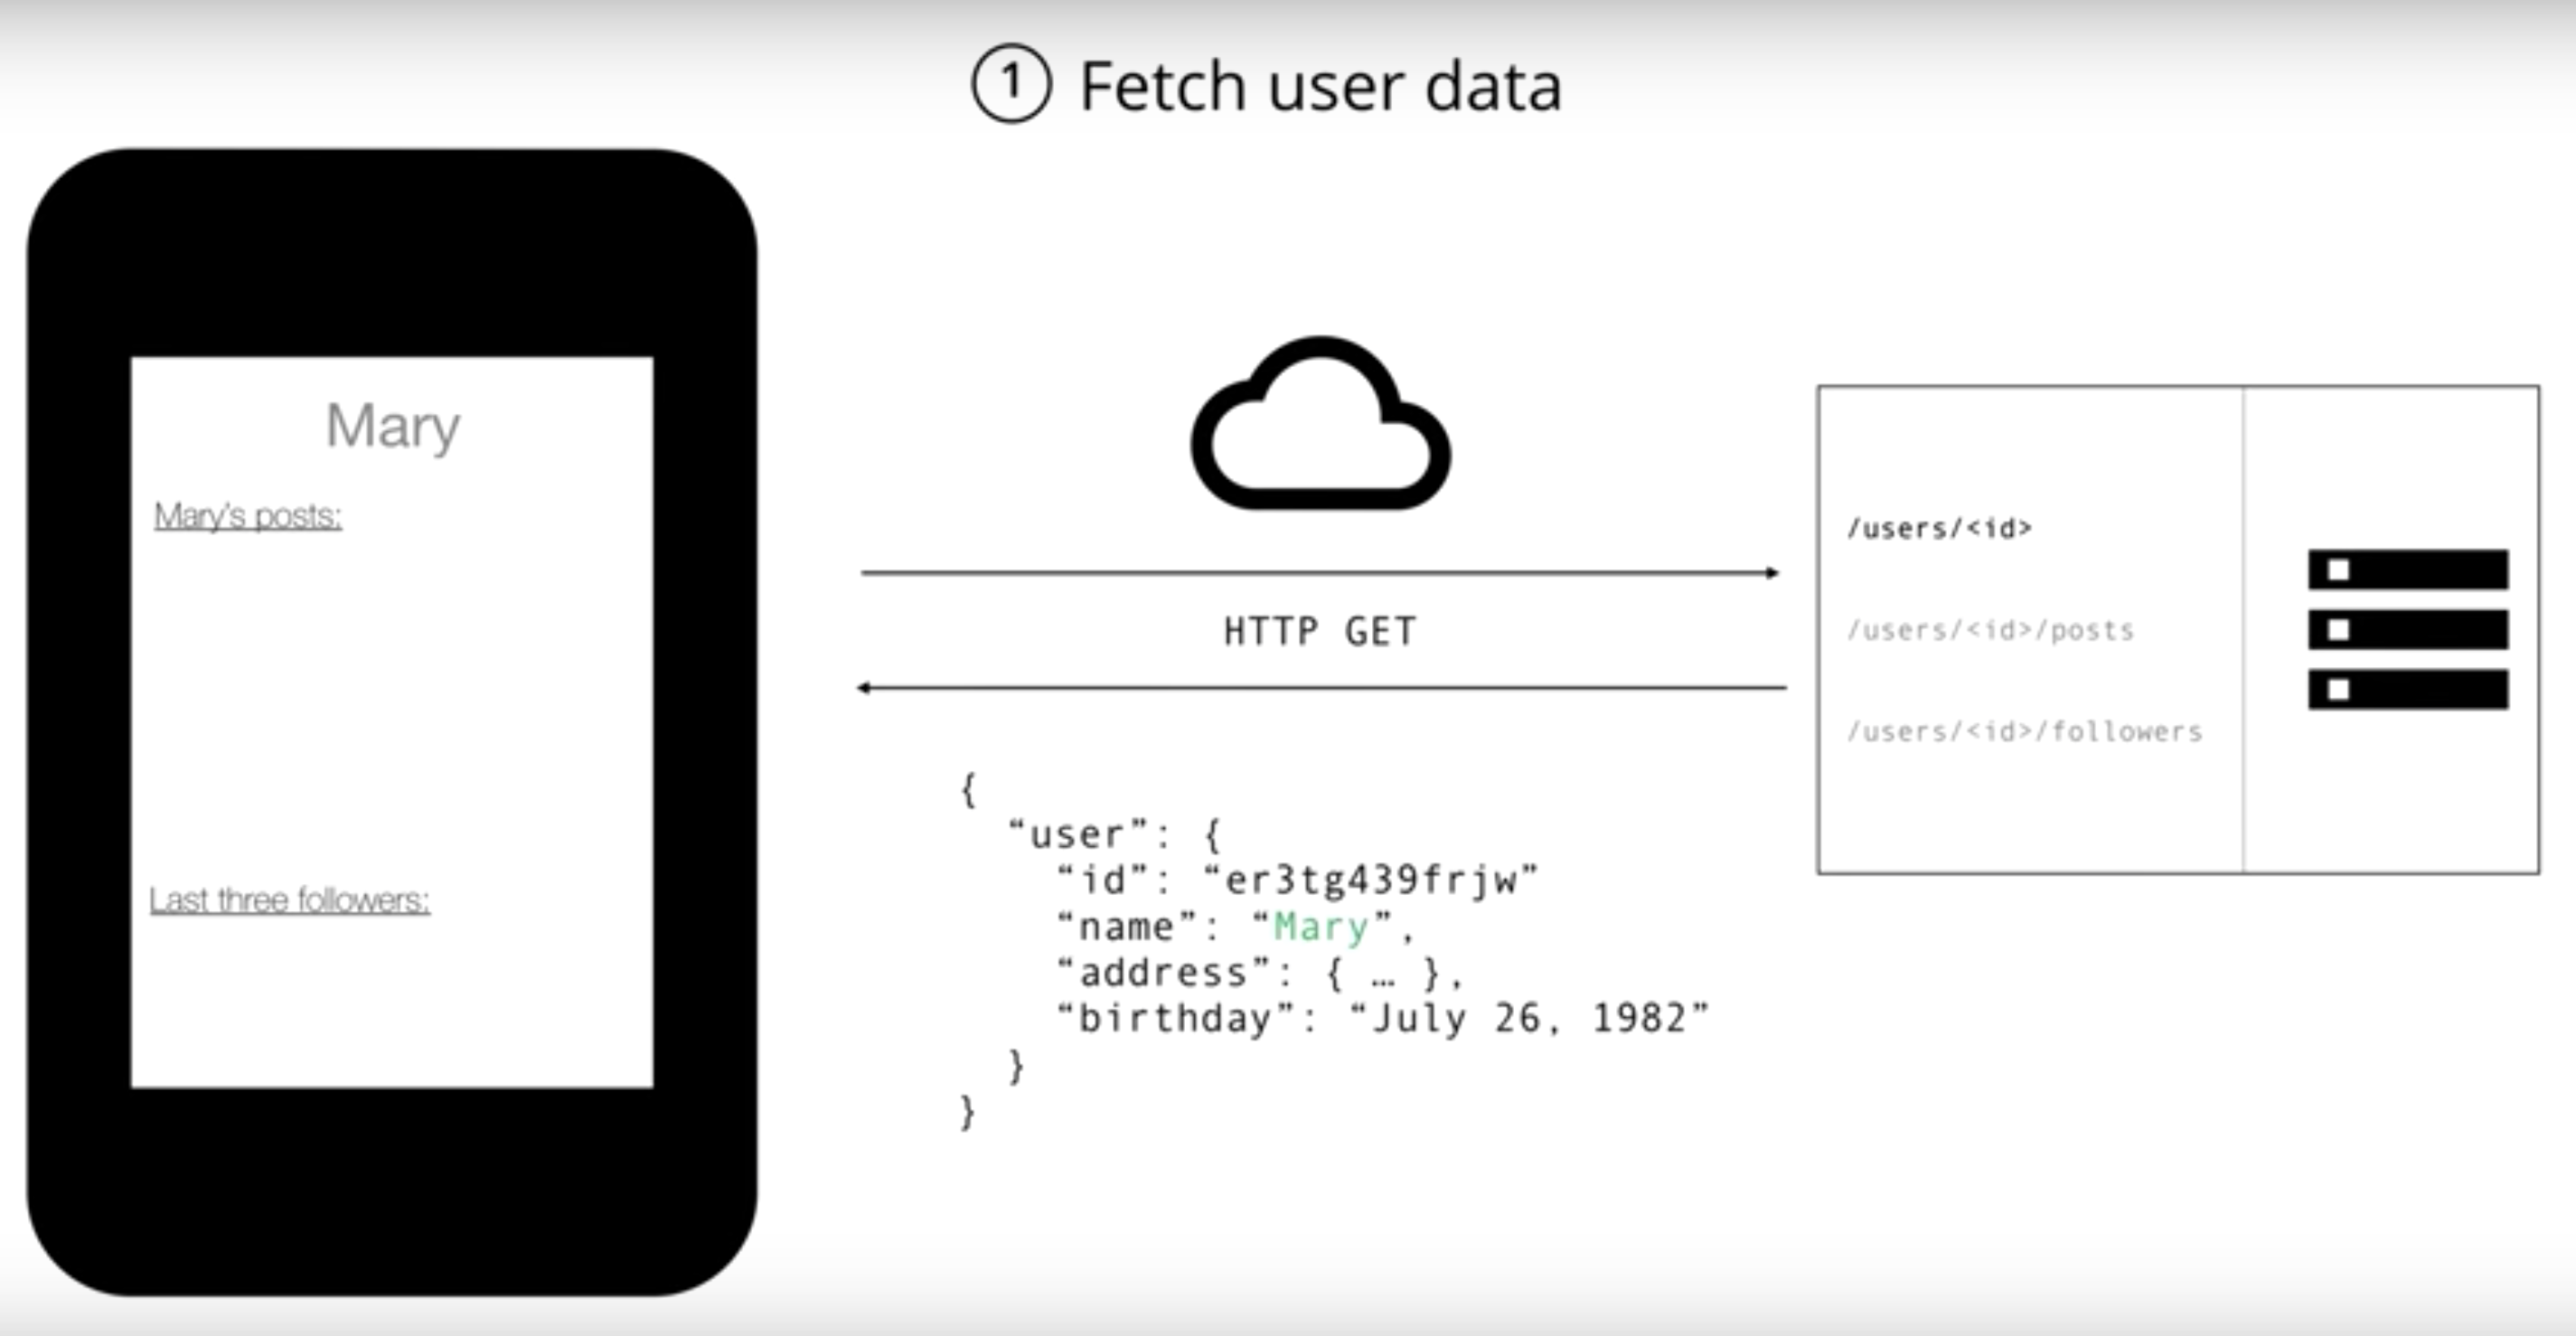 1 Fetch user data
Mary
Mary's posts:
Last three followers:
HTTP GET
{
“user”: {
“id”: “er3tg439frjw”
“name”: “Mary”,
“address”: { … },
“birthday”: “July 26, 1982”
}
}
/users/<id>
/users/<id>/posts
/users/<id>/followers